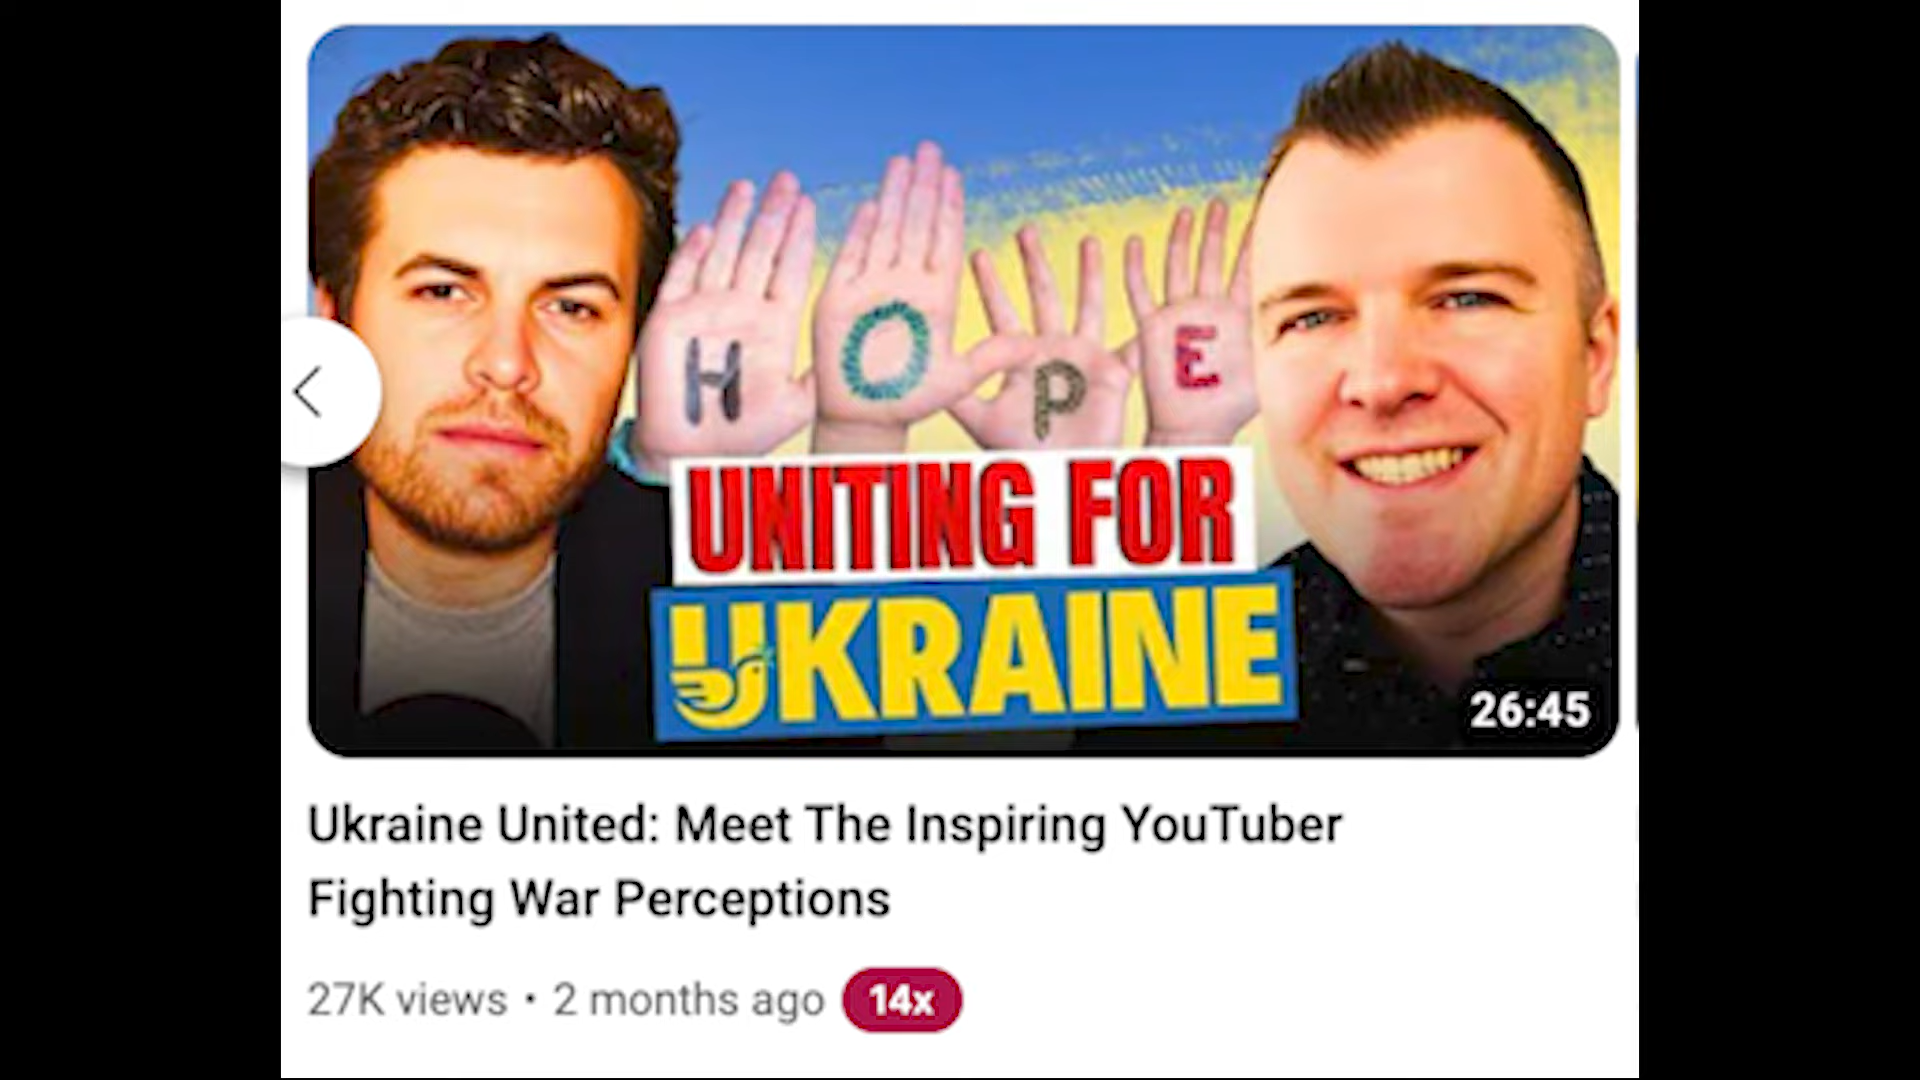 HOPE
UNITING FOR
UKRAINE
26:45
Ukraine United: Meet The Inspiring YouTuber
Fighting War Perceptions
27K views • 2 months ago 14x